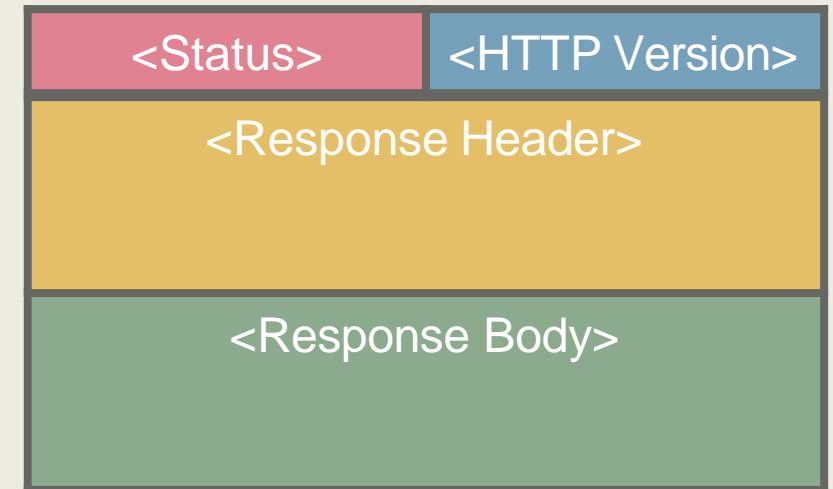 <Status> <HTTP Version>
<Response Header>
<Response Body>